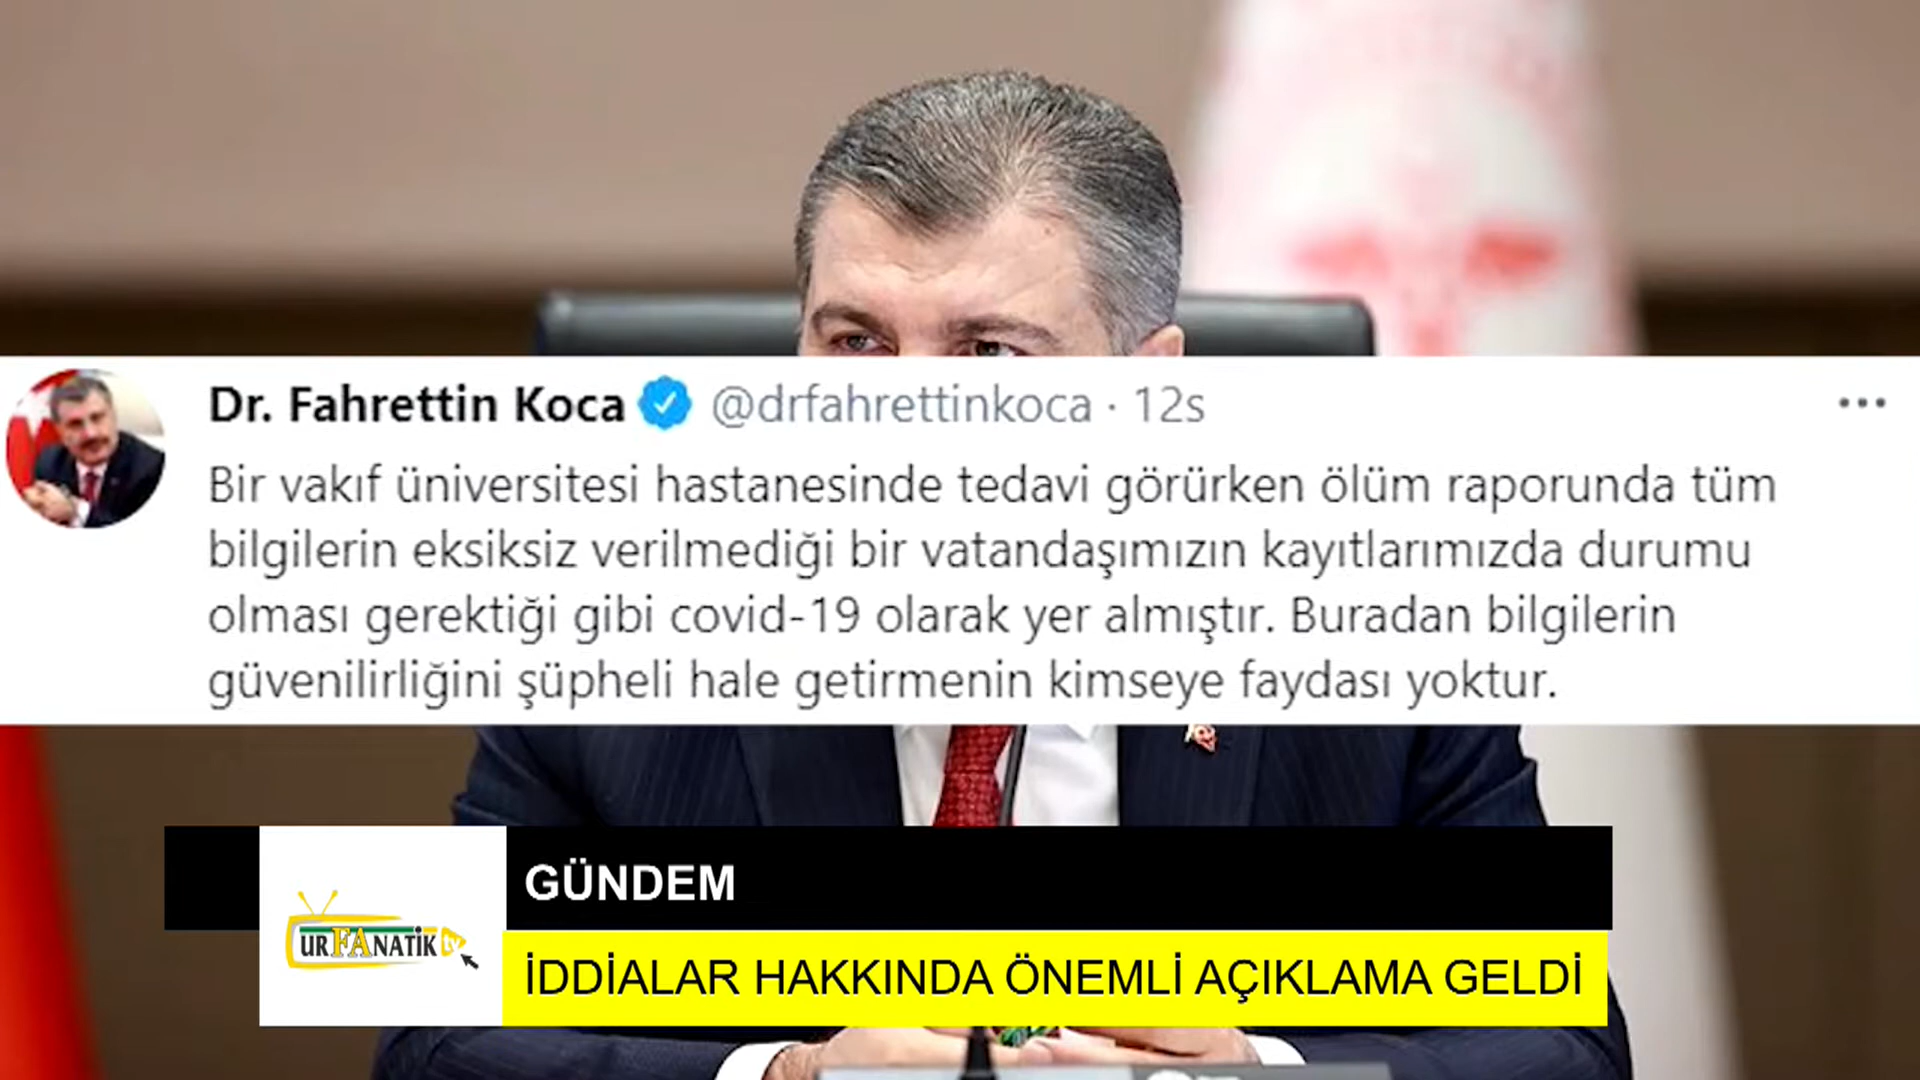 Dr. Fahrettin Koca @drfahrettinkoca · 12s
Bir vakıf üniversitesi hastanesinde tedavi görürken ölüm raporunda tüm
bilgilerin eksiksiz verilmediği bir vatandaşımızın kayıtlarımızda durumu
olması gerektiği gibi covid-19 olarak yer almıştır. Buradan bilgilerin
güvenilirliğini şüpheli hale getirmenin kimseye faydası yoktur.
GÜNDEM
URFANATİK tv
İDDİALAR HAKKINDA ÖNEMLİ AÇIKLAMA GELDİ